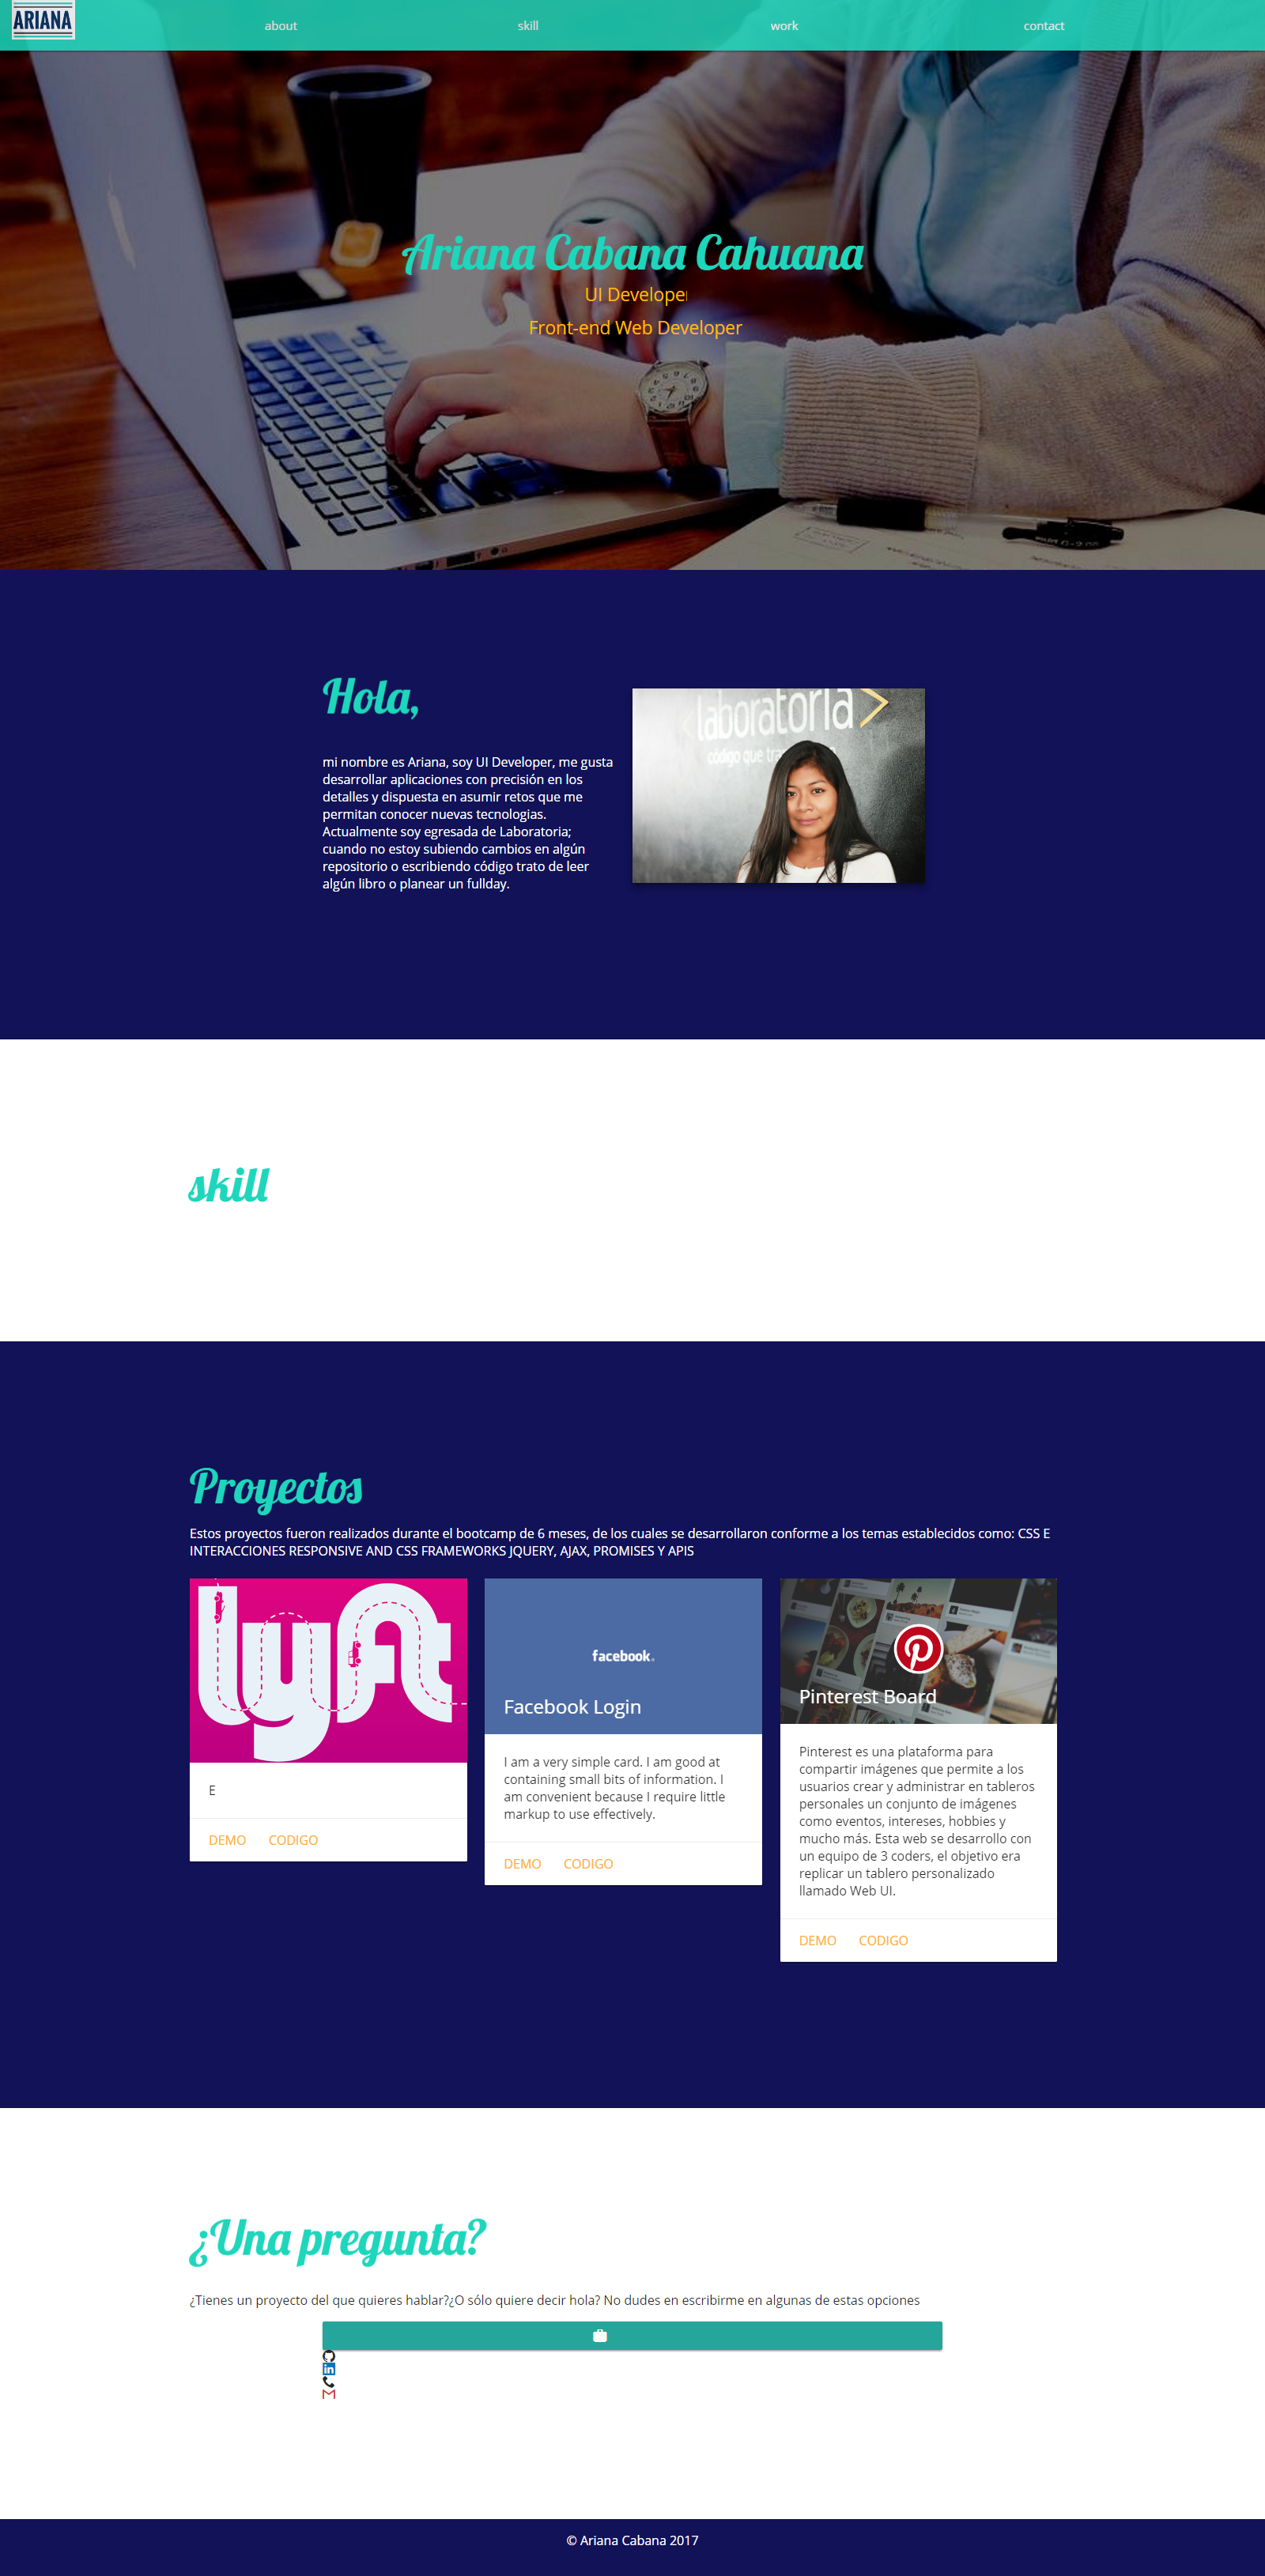 ARIANA
about
skill
work
contact
Ariana Cabana Cahuana
UI Developer
Front-end Web Developer
Hola,
mi nombre es Ariana, soy UI Developer, me gusta
desarrollar aplicaciones con precisión en los
detalles y dispuesta en asumir retos que me
permitan conocer nuevas tecnologias.
Actualmente soy egresada de Laboratoria;
cuando no estoy subiendo cambios en algún
repositorio o escribiendo código trato de leer
algún libro o planear un fullday.
laboratoria
código que
skill
Proyectos
Estos proyectos fueron realizados durante el bootcamp de 6 meses, de los cuales se desarrollaron conforme a los temas establecidos como: CSS E
INTERACCIONES RESPONSIVE AND CSS FRAMEWORKS JQUERY, AJAX, PROMISES Y APIS
lyft
E
DEMO CODIGO
facebook.
Facebook Login
I am a very simple card. I am good at
containing small bits of information. I
am convenient because I require little
markup to use effectively.
DEMO CODIGO
Pinterest Board
Pinterest es una plataforma para
compartir imágenes que permite a los
usuarios crear y administrar en tableros
personales un conjunto de imágenes
como eventos, intereses, hobbies y
mucho más. Esta web se desarrollo con
un equipo de 3 coders, el objetivo era
replicar un tablero personalizado
llamado Web UI.
DEMO CODIGO
¿Una pregunta?
¿Tienes un proyecto del que quieres hablar?¿O sólo quiere decir hola? No dudes en escribirme en algunas de estas opciones
© Ariana Cabana 2017